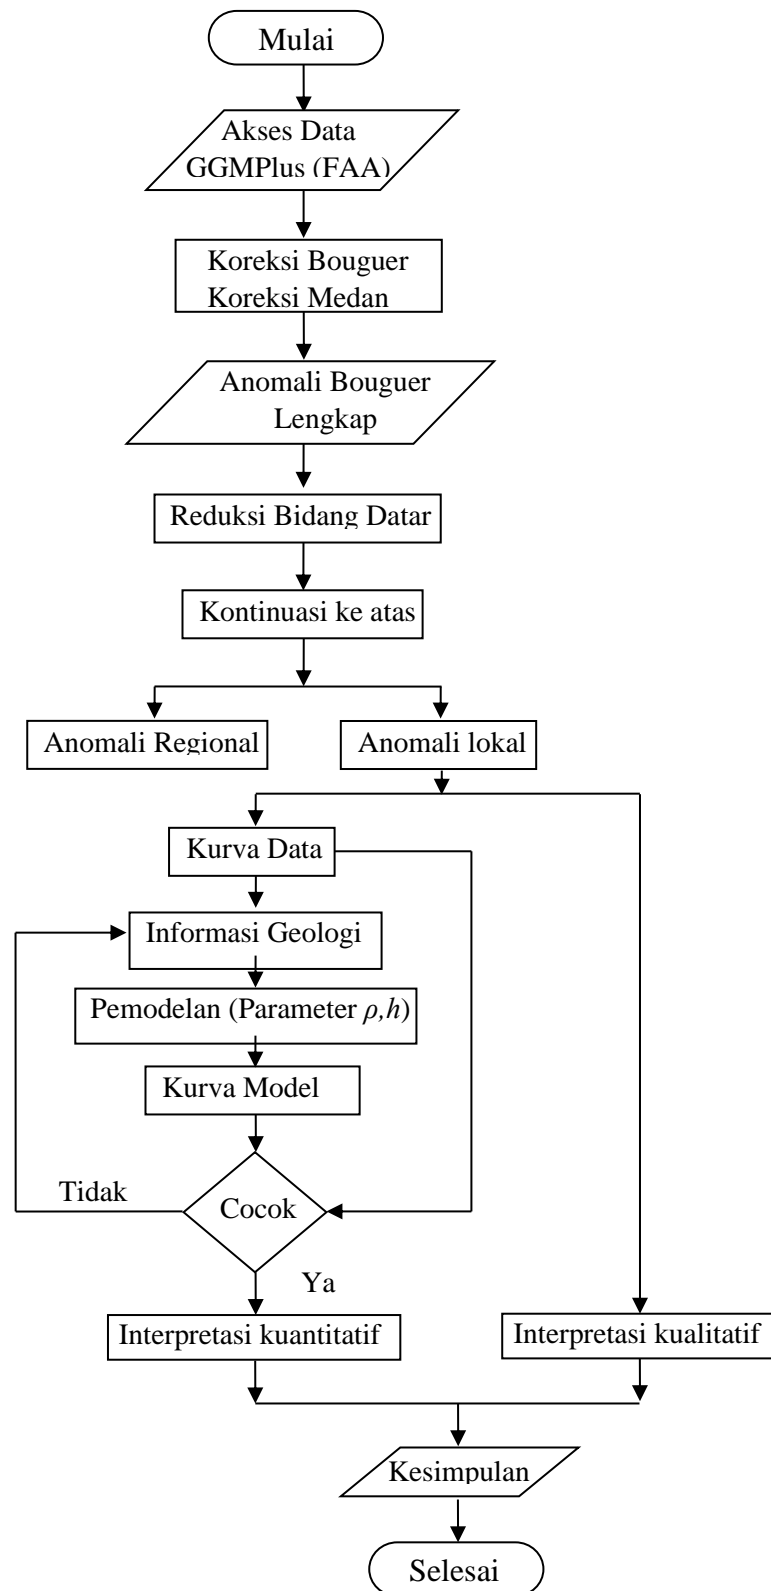 Mulai
Akses Data
GGMPlus (FAA)
Koreksi Bouguer
Koreksi Medan
Anomali Bouguer
Lengkap
Reduksi Bidang Datar
Kontinuasi ke atas
Anomali Regional
Anomali lokal
Kurva Data
Informasi Geologi
Pemodelan (Parameter ρ,h)
Kurva Model
Tidak
Cocok
Ya
Interpretasi kuantitatif
Interpretasi kualitatif
Kesimpulan
Selesai